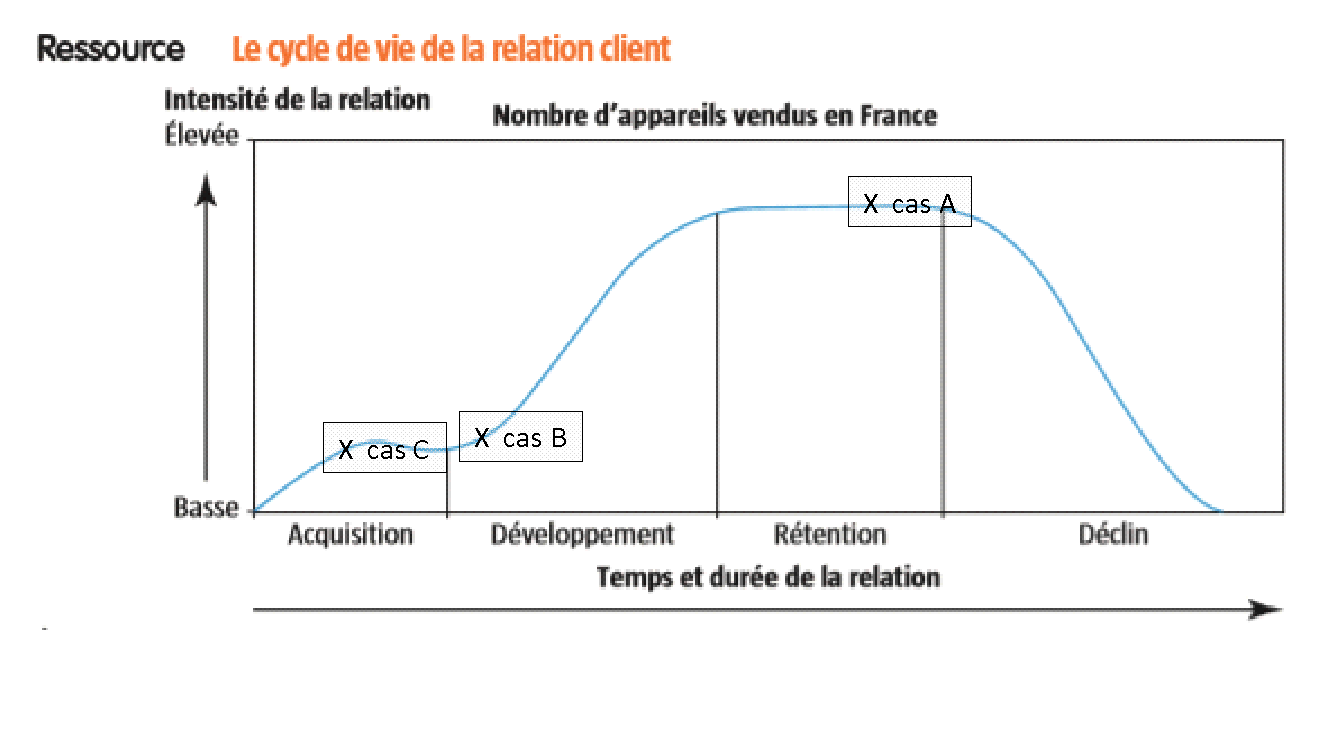 Ressource Le cycle de vie de la relation client
Intensité de la relation
Nombre d'appareils vendus en France
Élevée
X cas A
X cas B
X cas C
Basse
Acquisition Développement Rétention Déclin
Temps et durée de la relation
-